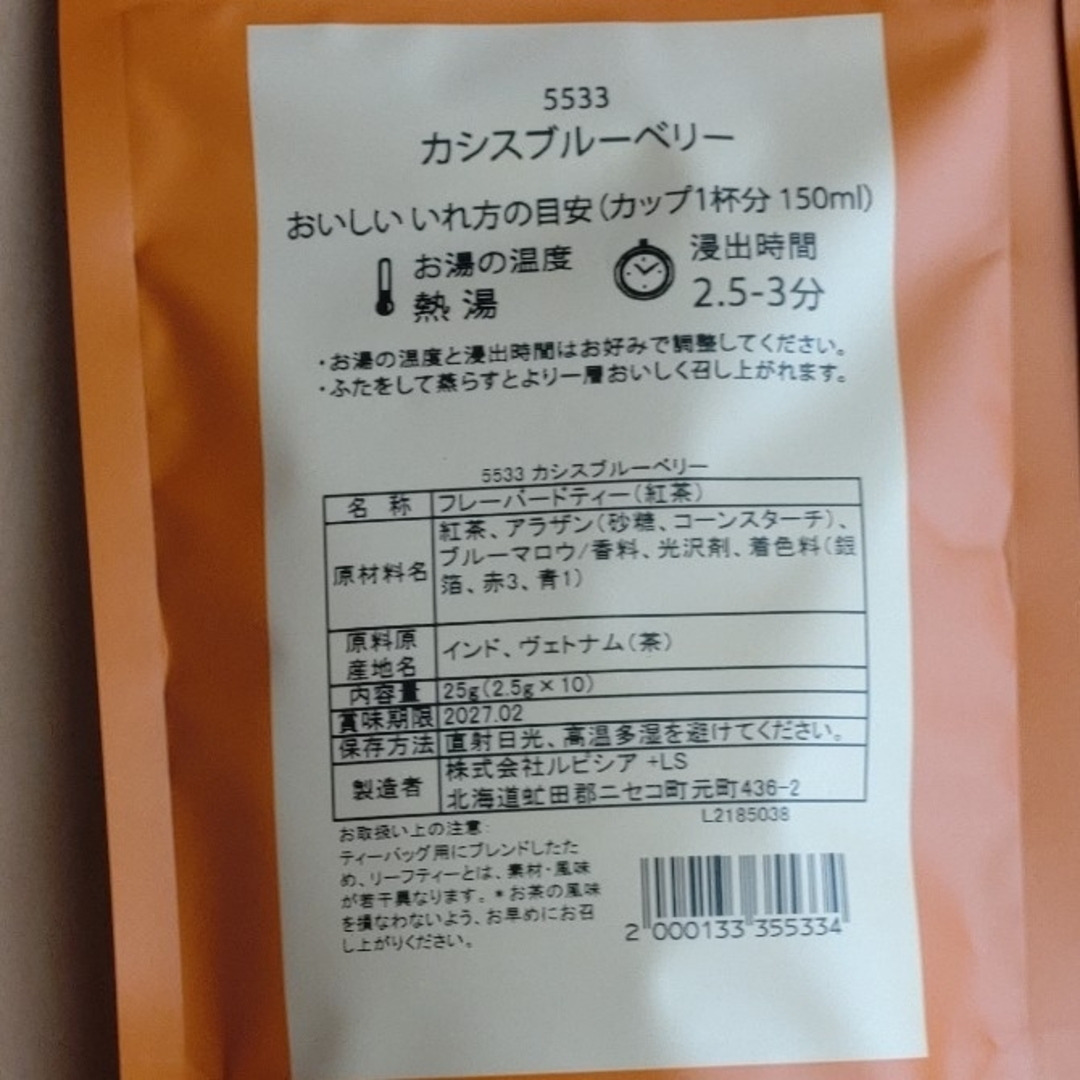 5533
カシスブルーベリー
おいしい いれ方の目安(カップ1杯分 150ml)
お湯の温度
熱 湯
浸出時間
2.5-3分
・お湯の温度と浸出時間はお好みで調整してください。
・ふたをして蒸らすとより一層おいしく召し上がれます。
5533 カシスブルーベリー
名 称 フレーバードティー(紅茶)
原材料名 紅茶、アラザン(砂糖、コーンスターチ)、
ブルーマロウ/香料、光沢剤、着色料(銀
箔、赤3、青1)
原料原
産地名
インド、ヴェトナム(茶)
内容量 25g(2.5g×10)
賞味期限 2027.02
保存方法 直射日光、高温多湿を避けてください。
製造者 株式会社ルピシア +LS
北海道虻田郡ニセコ町元町436-2
L2185038
お取扱い上の注意:
ティーバッグ用にブレンドしたた
め、リーフティーとは、素材・風味
が若干異なります。*お茶の風味
を損なわないよう、お早めにお召
し上がりください。
2 000133 355334